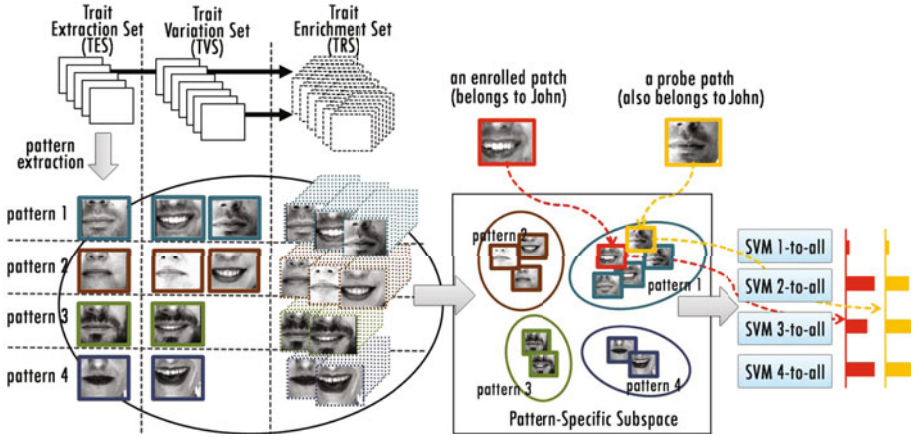 Trait
Extraction Set
(TES)
Trait
Variation Set
(TVS)
Trait
Enrichment Set
(TRS)
pattern
extraction
an enrolled patch
(belongs to John)
a probe patch
(also belongs to John)
pattern 1
pattern 2
pattern 3
pattern 4
pattern 2
pattern 1
pattern 3
pattern 4
Pattern-Specific Subspace
SVM 1-to-all
SVM 2-to-all
SVM 3-to-all
SVM 4-to-all